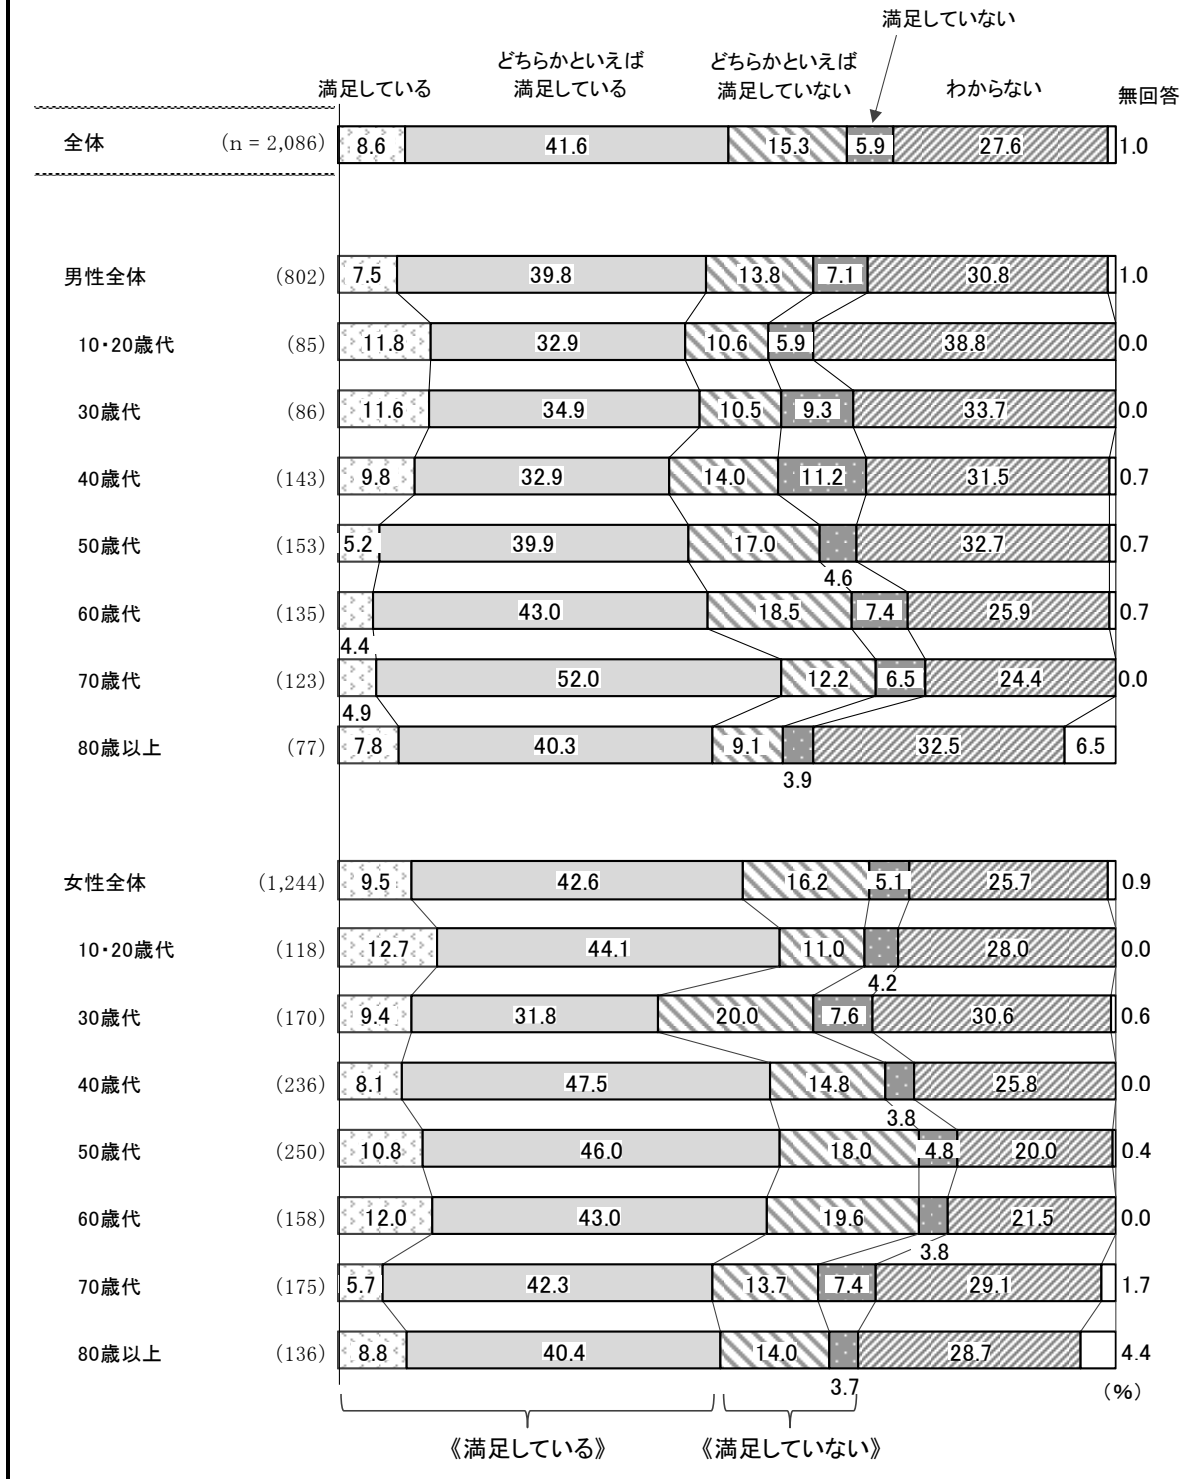 満足していない
どちらかといえば どちらかといえば
満足している 満足している 満足していない わからない 無回答
全体 (n = 2,086) 8.6 41.6 15.3 5.9 27.6 1.0
男性全体 (802) 7.5 39.8 13.8 7.1 30.8 1.0
10・20歳代 (85) 11.8 32.9 10.6 5.9 38.8 0.0
30歳代 (86) 11.6 34.9 10.5 9.3 33.7 0.0
40歳代 (143) 9.8 32.9 14.0 11.2 31.5 0.7
50歳代 (153) 5.2 39.9 17.0 32.7 0.7
4.6
60歳代 (135) 43.0 18.5 7.4 25.9 0.7
4.4
70歳代 (123) 52.0 12.2 6.5 24.4 0.0
4.9
80歳以上 (77) 7.8 40.3 9.1 32.5 6.5
3.9
女性全体 (1,244) 9.5 42.6 16.2 5.1 25.7 0.9
10・20歳代 (118) 12.7 44.1 11.0 28.0 0.0
4.2
30歳代 (170) 9.4 31.8 20.0 7.6 30.6 0.6
40歳代 (236) 8.1 47.5 14.8 25.8 0.0
3.8
50歳代 (250) 10.8 46.0 18.0 4.8 20.0 0.4
60歳代 (158) 12.0 43.0 19.6 21.5 0.0
3.8
70歳代 (175) 5.7 42.3 13.7 7.4 29.1 1.7
80歳以上 (136) 8.8 40.4 14.0 28.7 4.4
3.7 (%)
《満足している》 《満足していない》